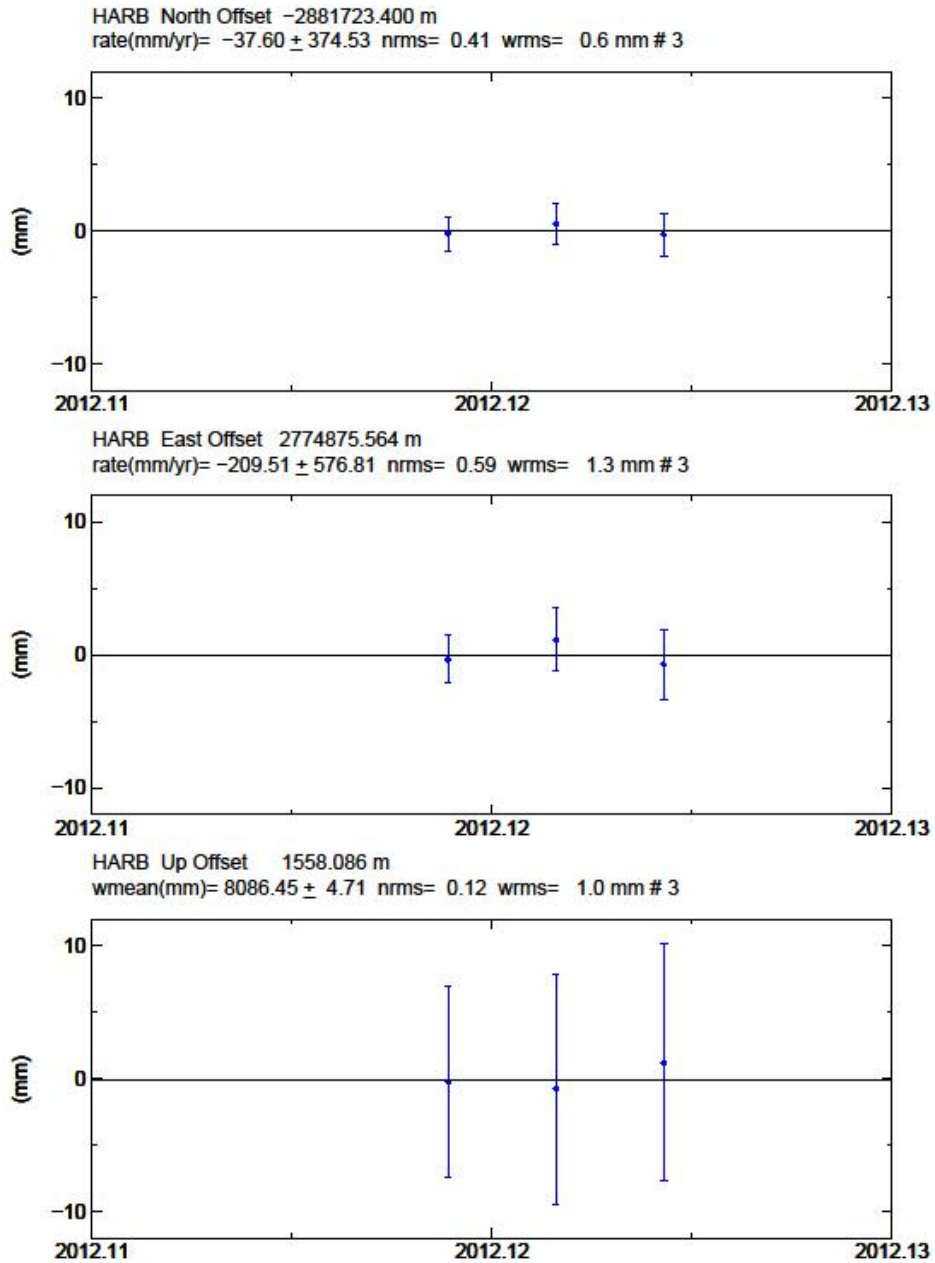 HARB North Offset −2881723.400 m
rate(mm/yr)= −37.60 ± 374.53 nrms= 0.41 wrms= 0.6 mm # 3
10
0
−10
(mm)
2012.11 2012.12 2012.13
HARB East Offset 2774875.564 m
rate(mm/yr)= −209.51 ± 576.81 nrms= 0.59 wrms= 1.3 mm # 3
10
0
−10
(mm)
2012.11 2012.12 2012.13
HARB Up Offset 1558.086 m
wmean(mm)= 8086.45 ± 4.71 nrms= 0.12 wrms= 1.0 mm # 3
10
0
−10
(mm)
2012.11 2012.12 2012.13